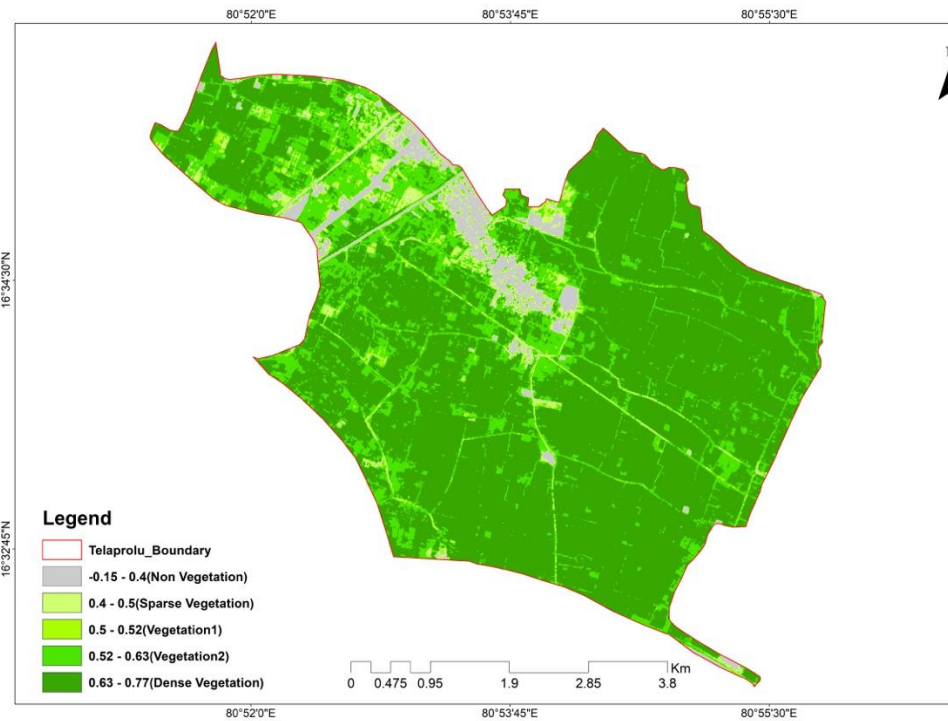 80°52'0"E
80°53'45"E
80°55'30"E
16°34'30"N
16°32'45"N
Legend
Telaprolu_Boundary
-0.15 - 0.4(Non Vegetation)
0.4 - 0.5(Sparse Vegetation)
0.5 - 0.52(Vegetation1)
0.52 - 0.63(Vegetation2)
0.63 - 0.77(Dense Vegetation)
Km
0 0.475 0.95 1.9 2.85 3.8
80°52'0"E
80°53'45"E
80°55'30"E